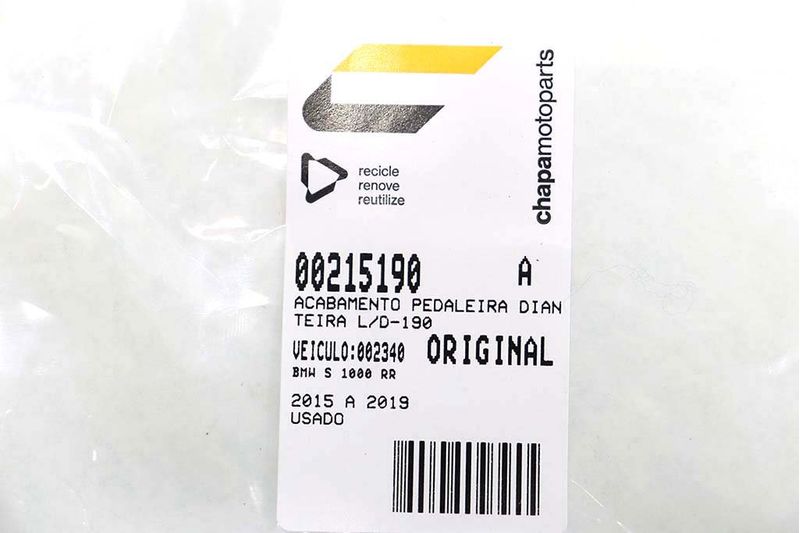 chapamotoparts
recicle
renove
reutilize
00215190 A
ACABAMENTO PEDALEIRA DIAN
TEIRA L/D-190
VEICULO:002340 ORIGINAL
BMW S 1000 RR
2015 A 2019
USADO